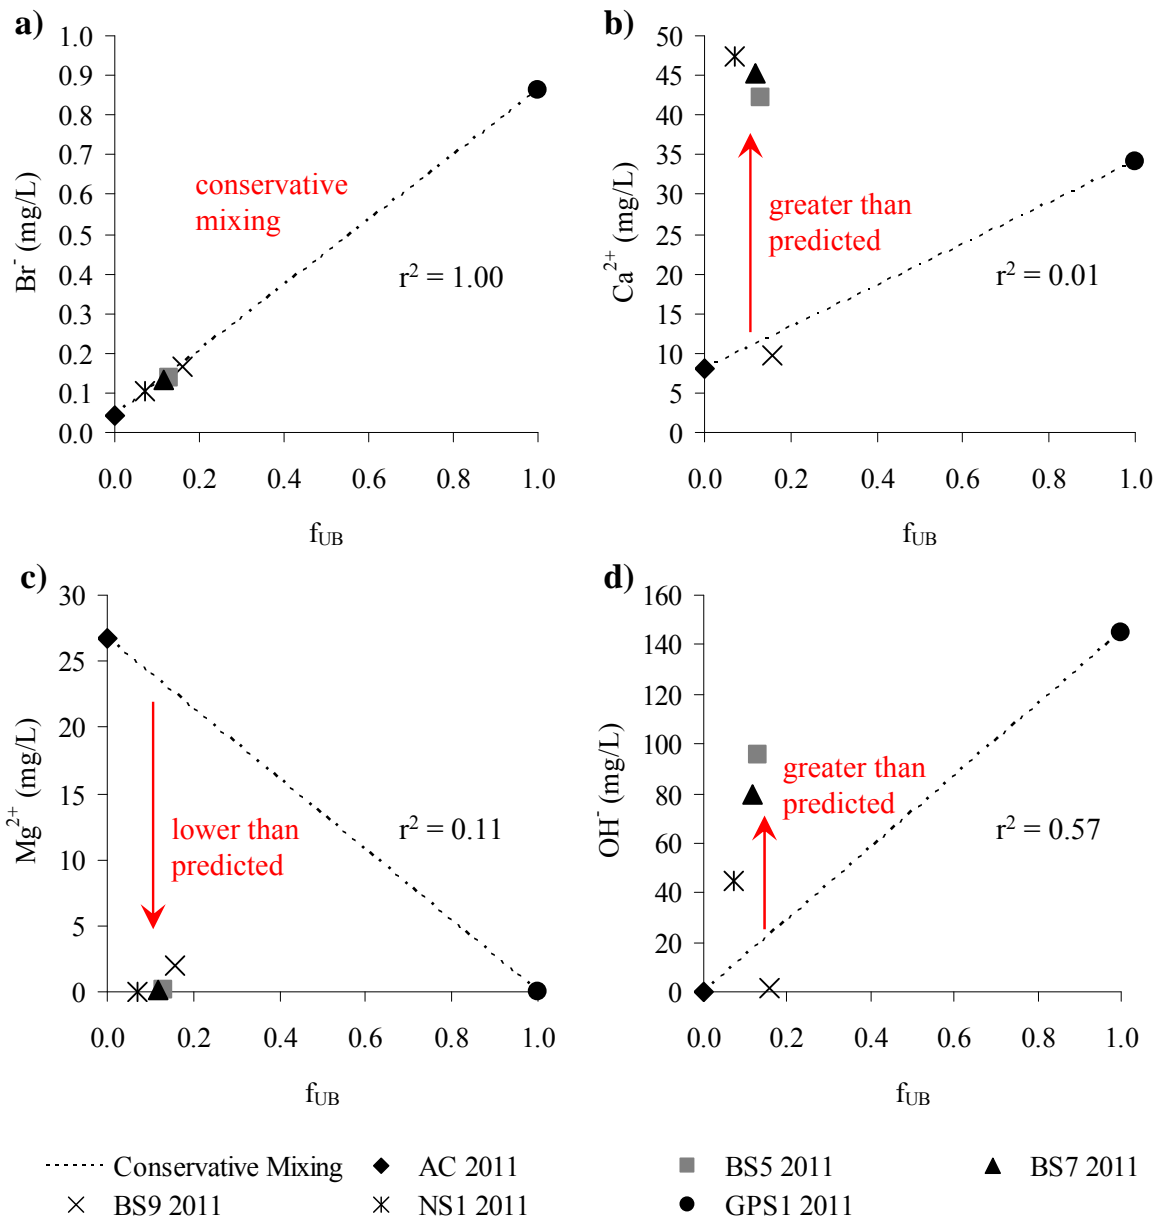 a)
1.0
0.9
0.8
0.7
0.6
0.5
0.4
0.3
0.2
0.1
0.0
Br⁻ (mg/L)
conservative
mixing
r² = 1.00
0.0 0.2 0.4 0.6 0.8 1.0
f_UB
b)
50
45
40
35
30
25
20
15
10
5
0
Ca²⁺ (mg/L)
greater than
predicted
r² = 0.01
0.0 0.2 0.4 0.6 0.8 1.0
f_UB
c)
30
25
20
15
10
5
0
Mg²⁺ (mg/L)
lower than
predicted
r² = 0.11
0.0 0.2 0.4 0.6 0.8 1.0
f_UB
d)
160
140
120
100
80
60
40
20
0
OH⁻ (mg/L)
greater than
predicted
r² = 0.57
0.0 0.2 0.4 0.6 0.8 1.0
f_UB
Conservative Mixing AC 2011 BS5 2011 BS7 2011
BS9 2011 NS1 2011 GPS1 2011